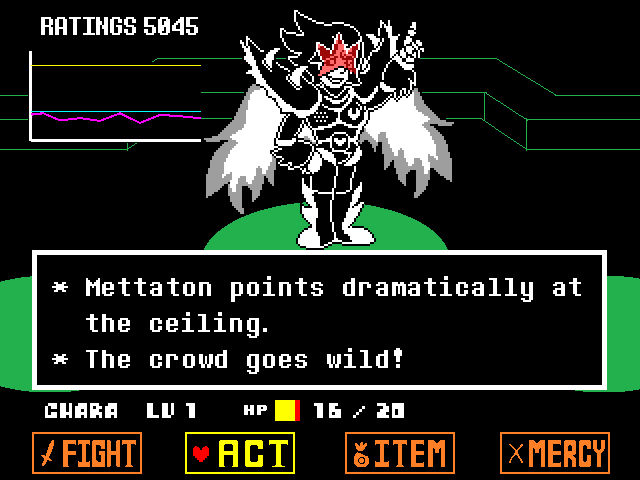 RATINGS 5045
* Mettaton points dramatically at
the ceiling.
* The crowd goes wild!
CHARA LV 1 HP 16 / 20
FIGHT ACT ITEM MERCY